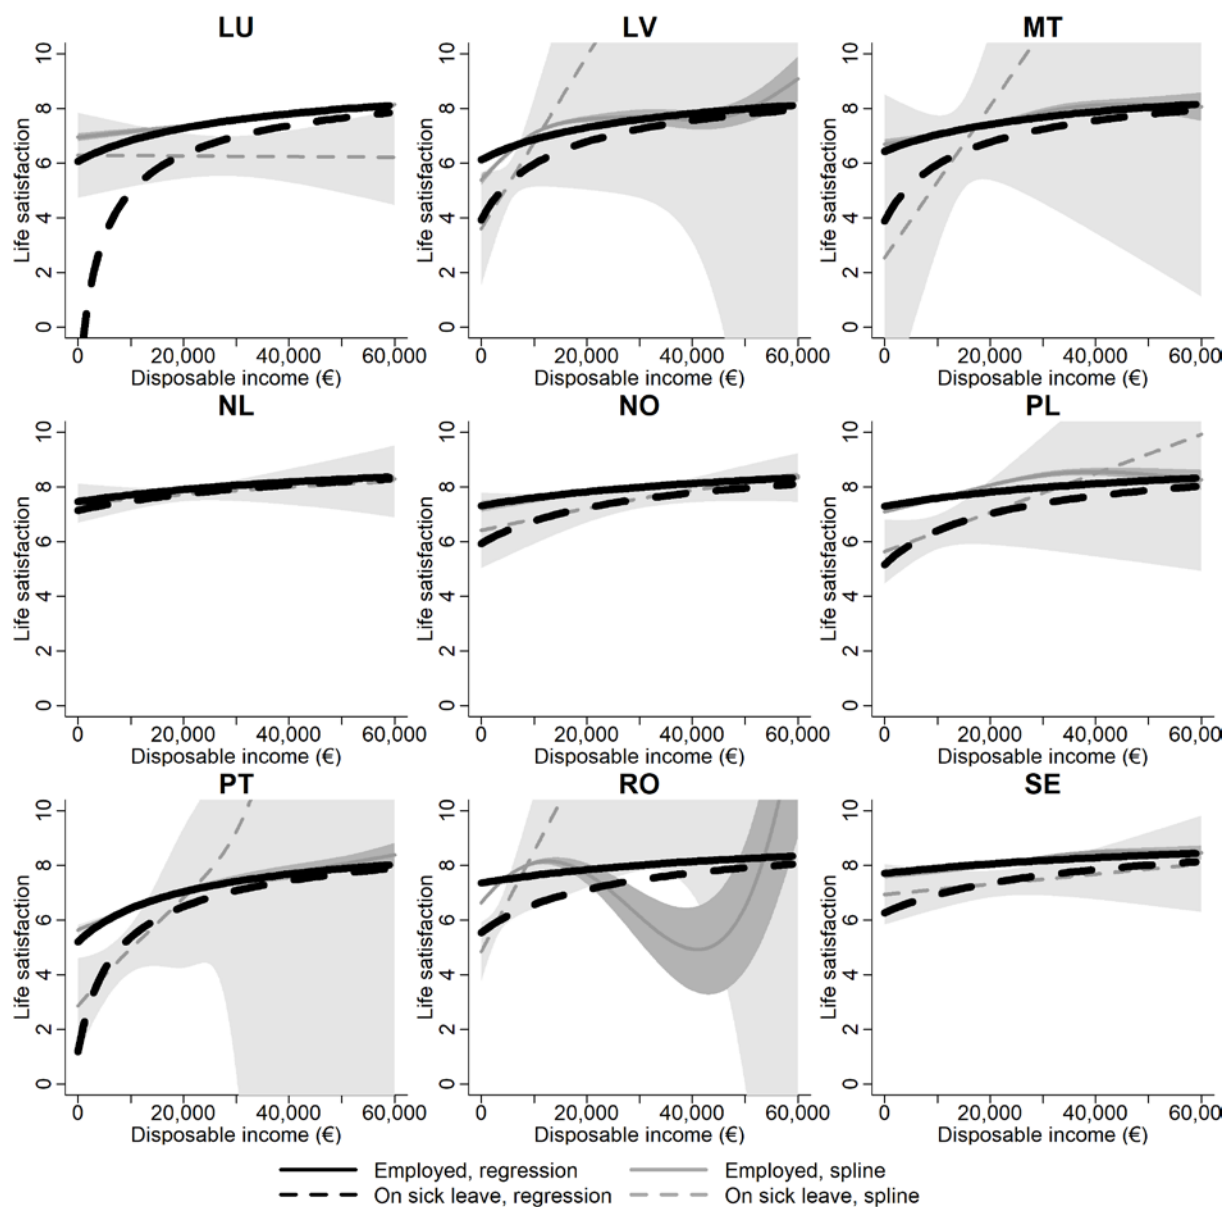 LU LV MT
Life satisfaction 0 2 4 6 8 10
Life satisfaction 0 2 4 6 8 10
Life satisfaction 0 2 4 6 8 10
0 20,000 40,000 60,000 0 20,000 40,000 60,000 0 20,000 40,000 60,000
Disposable income (€) Disposable income (€) Disposable income (€)
NL NO PL
Life satisfaction 0 2 4 6 8 10
Life satisfaction 0 2 4 6 8 10
Life satisfaction 0 2 4 6 8 10
0 20,000 40,000 60,000 0 20,000 40,000 60,000 0 20,000 40,000 60,000
Disposable income (€) Disposable income (€) Disposable income (€)
PT RO SE
Life satisfaction 0 2 4 6 8 10
Life satisfaction 0 2 4 6 8 10
Life satisfaction 0 2 4 6 8 10
0 20,000 40,000 60,000 0 20,000 40,000 60,000 0 20,000 40,000 60,000
Disposable income (€) Disposable income (€) Disposable income (€)
Employed, regression Employed, spline
On sick leave, regression On sick leave, spline